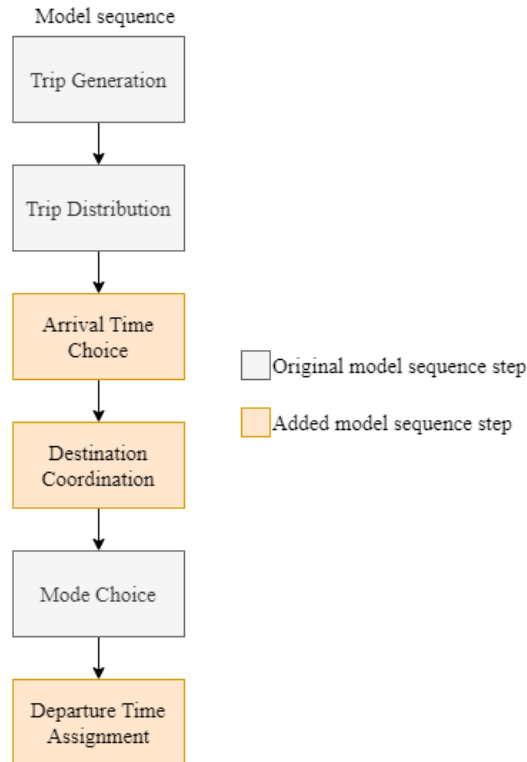 Model sequence
Trip Generation
Trip Distribution
Arrival Time
Choice
Destination
Coordination
Mode Choice
Departure Time
Assignment
Original model sequence step
Added model sequence step